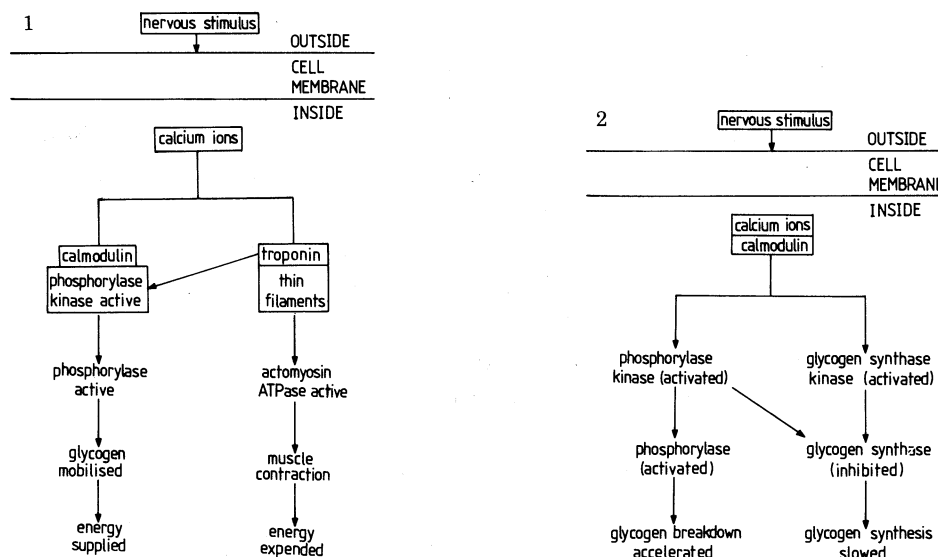 1
nervous stimulus
OUTSIDE
CELL
MEMBRANE
INSIDE
calcium ions
calmodulin
phosphorylase
kinase active
troponin
thin
filaments
phosphorylase
active
actomyosin
ATPase active
glycogen
mobilised
muscle
contraction
energy
supplied
energy
expended
2
nervous stimulus
OUTSIDE
CELL
MEMBRANE
INSIDE
calcium ions
calmodulin
phosphorylase
kinase (activated)
glycogen synthase
kinase (activated)
phosphorylase
(activated)
glycogen synthase
(inhibited)
glycogen breakdown
accelerated
glycogen synthesis
slowed